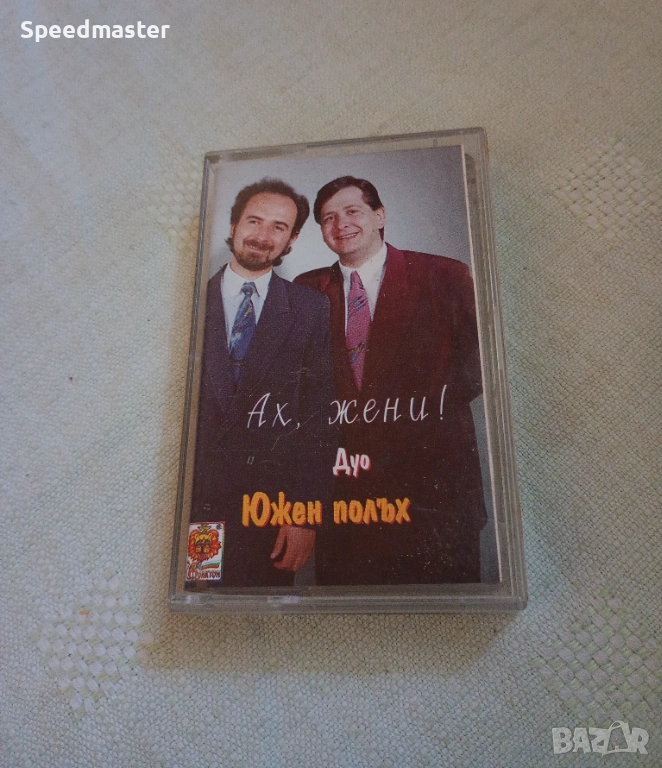 Speedmaster
Ах, жени!
Дуо
Южен полъх
BAZAR